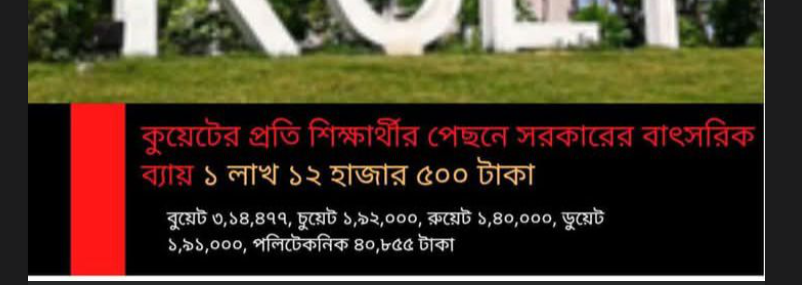 কুয়েটের প্রতি শিক্ষার্থীর পেছনে সরকারের বাৎসরিক
ব্যায় ১ লাখ ১২ হাজার ৫০০ টাকা
বুয়েট ৩,১৪,৪৭৭, চুয়েট ১,৯২,০০০, রুয়েট ১,৪০,০০০, ডুয়েট
১,৯১,০০০, পলিটেকনিক ৪০,৮৫৫ টাকা